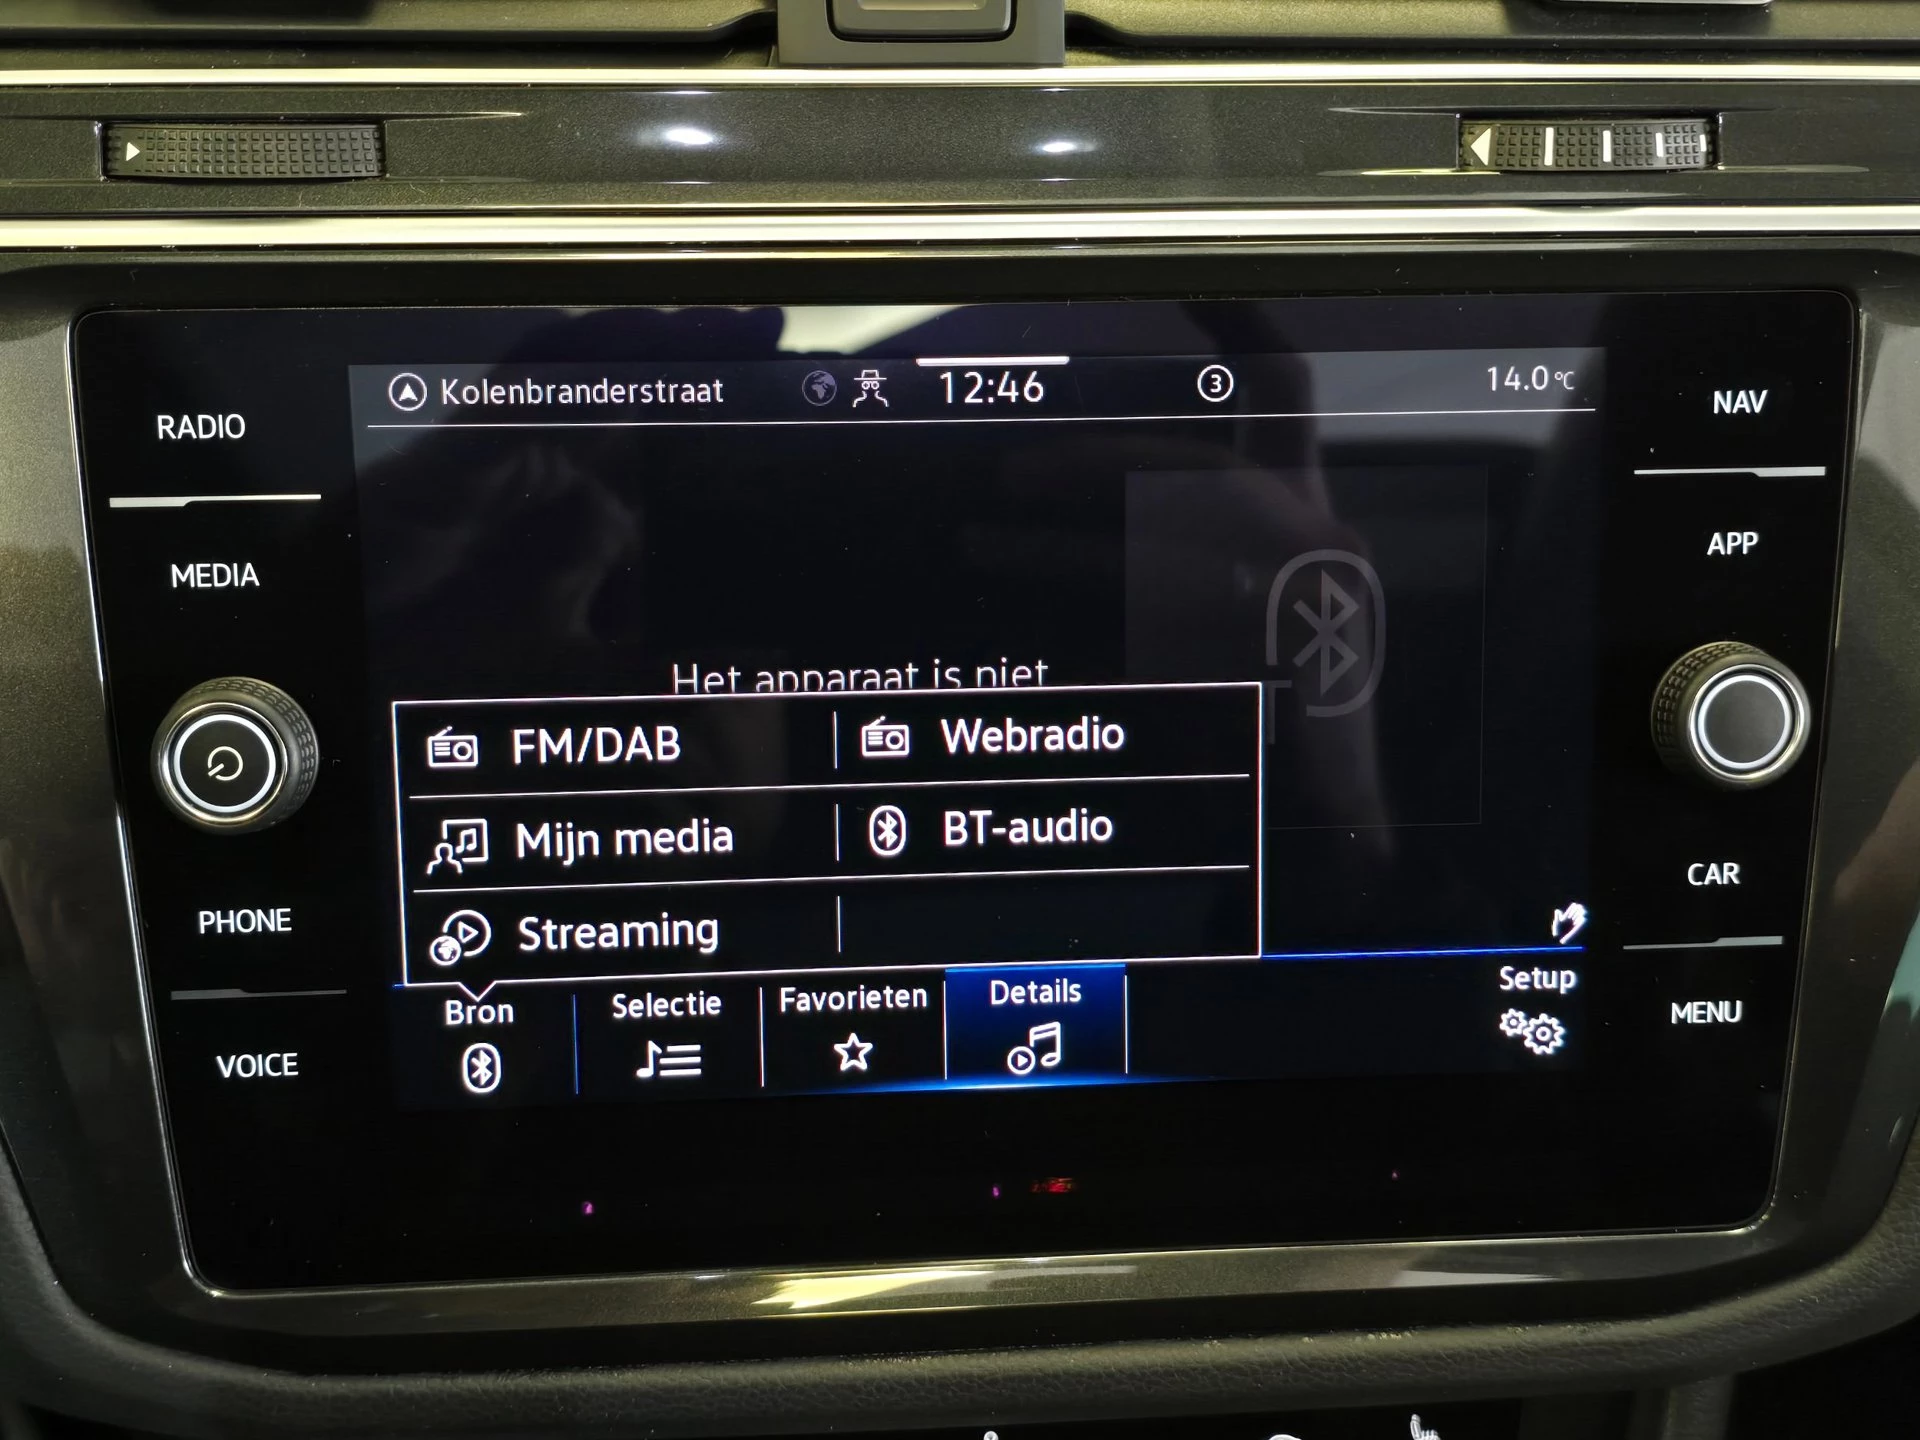 Kolenbranderstraat 12:46 3 14.0°C
RADIO
MEDIA
PHONE
VOICE
NAV
APP
CAR
MENU
Het apparaat is niet
FM/DAB Webradio
Mijn media BT-audio
Streaming
Bron Selectie Favorieten Details Setup